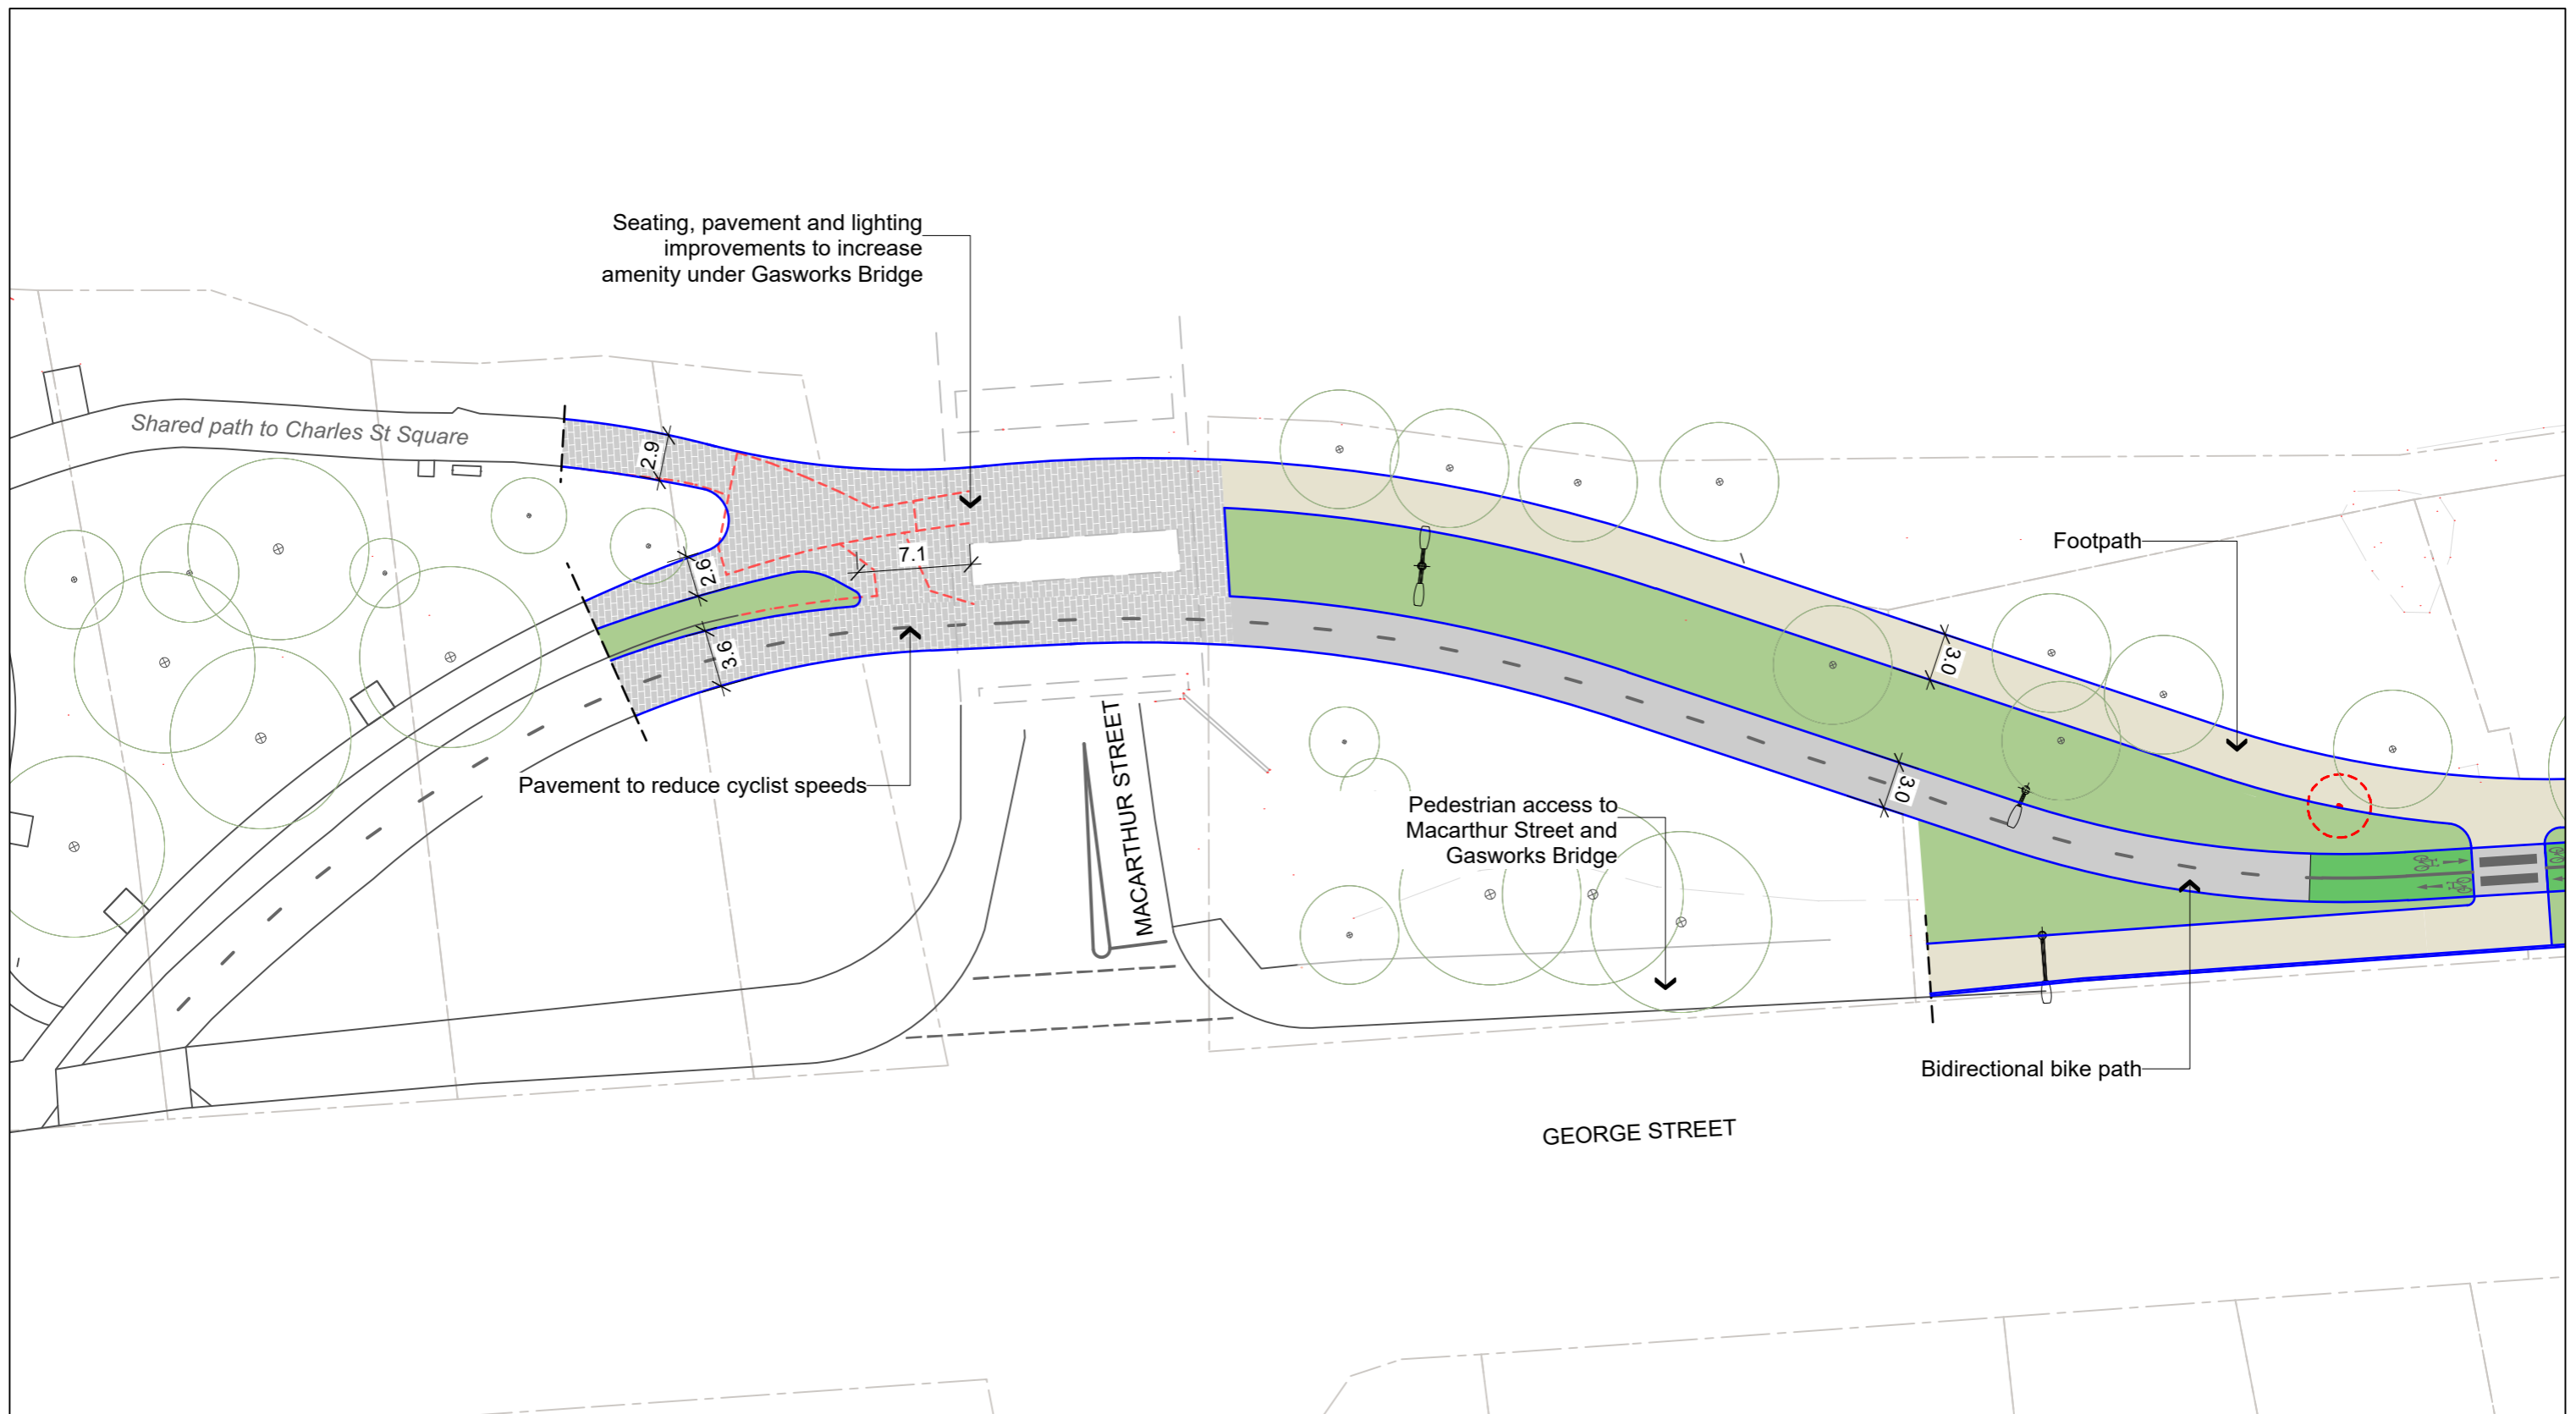 Seating, pavement and lighting
improvements to increase
amenity under Gasworks Bridge
Shared path to Charles St Square
2.9
2.6
7.1
3.6
Footpath
3.0
3.0
Pavement to reduce cyclist speeds
MACARTHUR STREET
Pedestrian access to
Macarthur Street and
Gasworks Bridge
Bidirectional bike path
GEORGE STREET